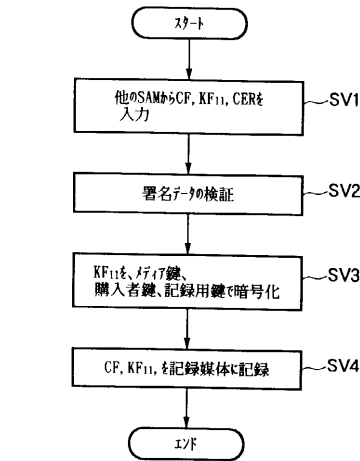 スタート
他のSAMからCF, KF₁₁, CERを
入力
SV1
署名データの検証
SV2
KF₁₁を、メディア鍵、
購入者鍵、記録用鍵で暗号化
SV3
CF, KF₁₁, を記録媒体に記録
SV4
エンド